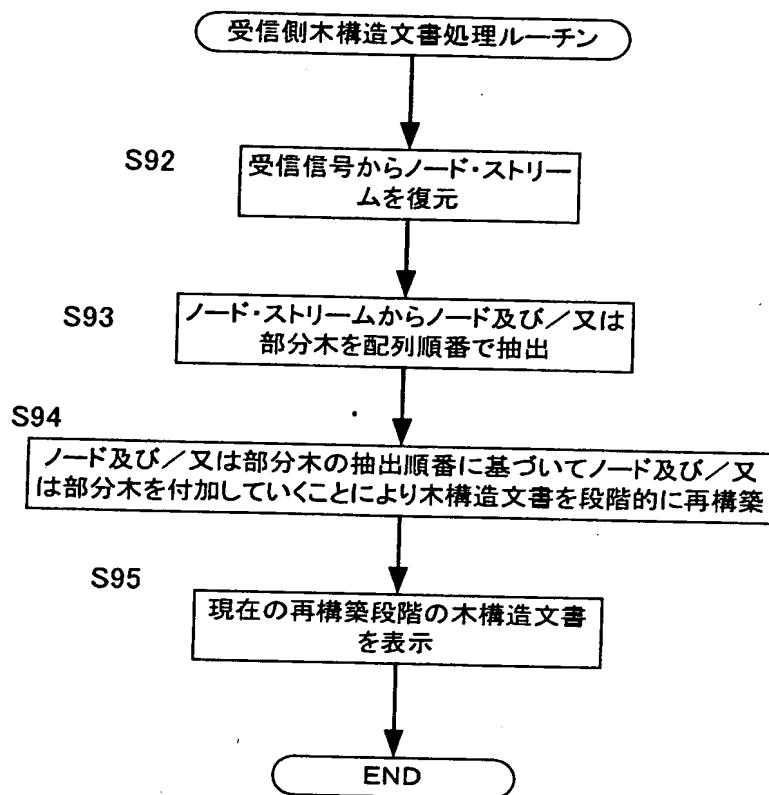 受信側木構造文書処理ルーチン
S92
受信信号からノード・ストリー
ムを復元
S93
ノード・ストリームからノード及び／又は
部分木を配列順番で抽出
S94
ノード及び／又は部分木の抽出順番に基づいてノード及び／又
は部分木を付加していくことにより木構造文書を段階的に再構築
S95
現在の再構築段階の木構造文書
を表示
END